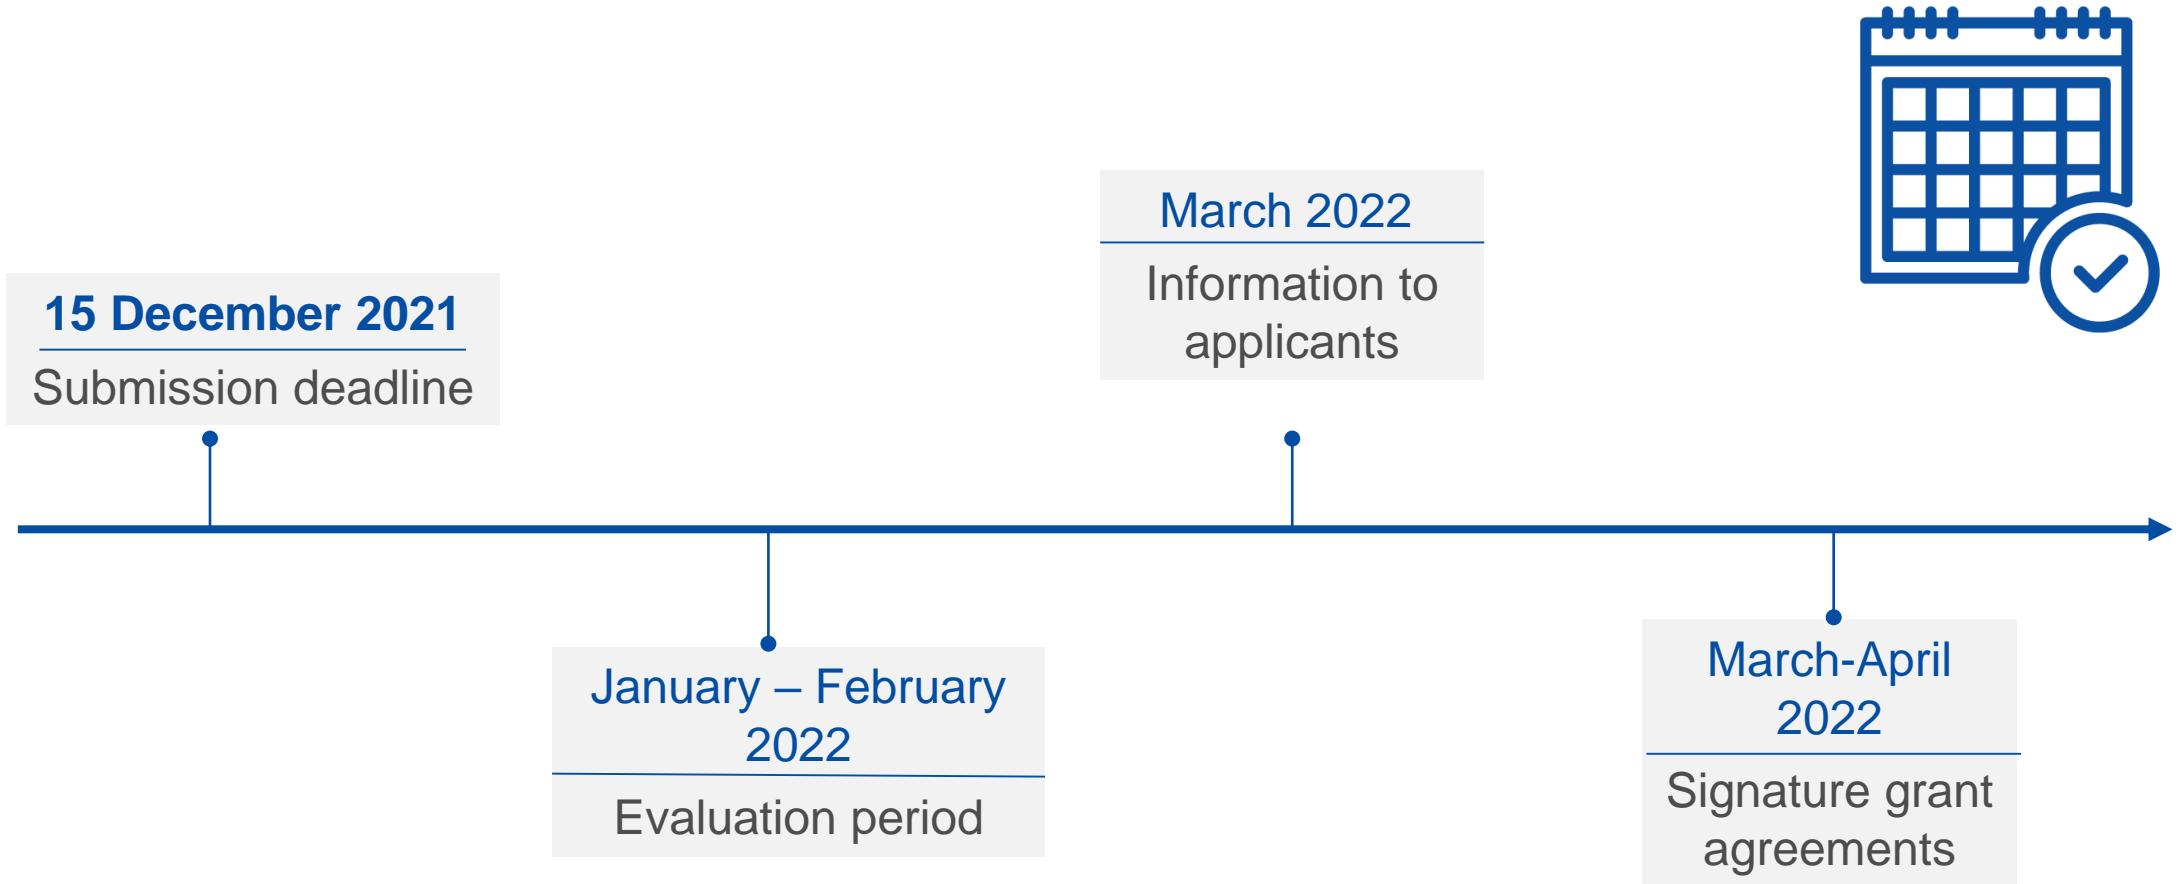 15 December 2021
Submission deadline
January – February
2022
Evaluation period
March 2022
Information to
applicants
March-April
2022
Signature grant
agreements